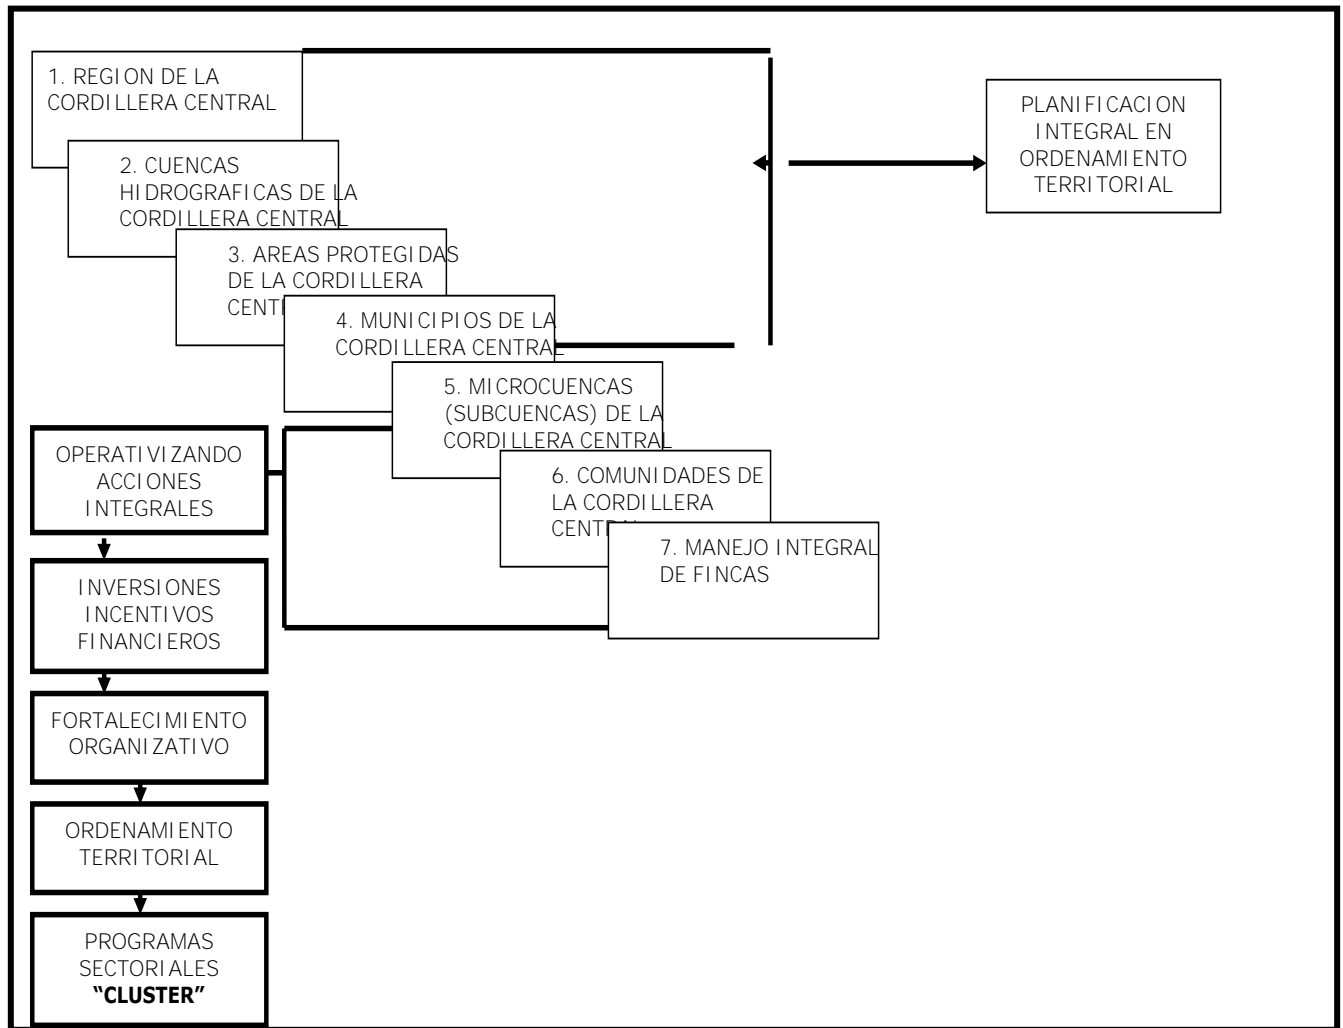 1. REGION DE LA
CORDILLERA CENTRAL
2. CUENCAS
HIDROGRAFICAS DE LA
CORDILLERA CENTRAL
3. AREAS PROTEGIDAS
DE LA CORDILLERA
4. MUNICIPIOS DE LA
CORDILLERA CENTRAL
5. MICROCUENCAS
(SUBCUENCAS) DE LA
CORDILLERA CENTRAL
6. COMUNIDADES DE
LA CORDILLERA
CENTRAL
7. MANEJO INTEGRAL
DE FINCAS
PLANIFICACION
INTEGRAL EN
ORDENAMIENTO
TERRITORIAL
OPERATIVIZANDO
ACCIONES
INTEGRALES
INVERSIONES
INCENTIVOS
FINANCIEROS
FORTALECIMIENTO
ORGANIZATIVO
ORDENAMIENTO
TERRITORIAL
PROGRAMAS
SECTORIALES
“CLUSTER”